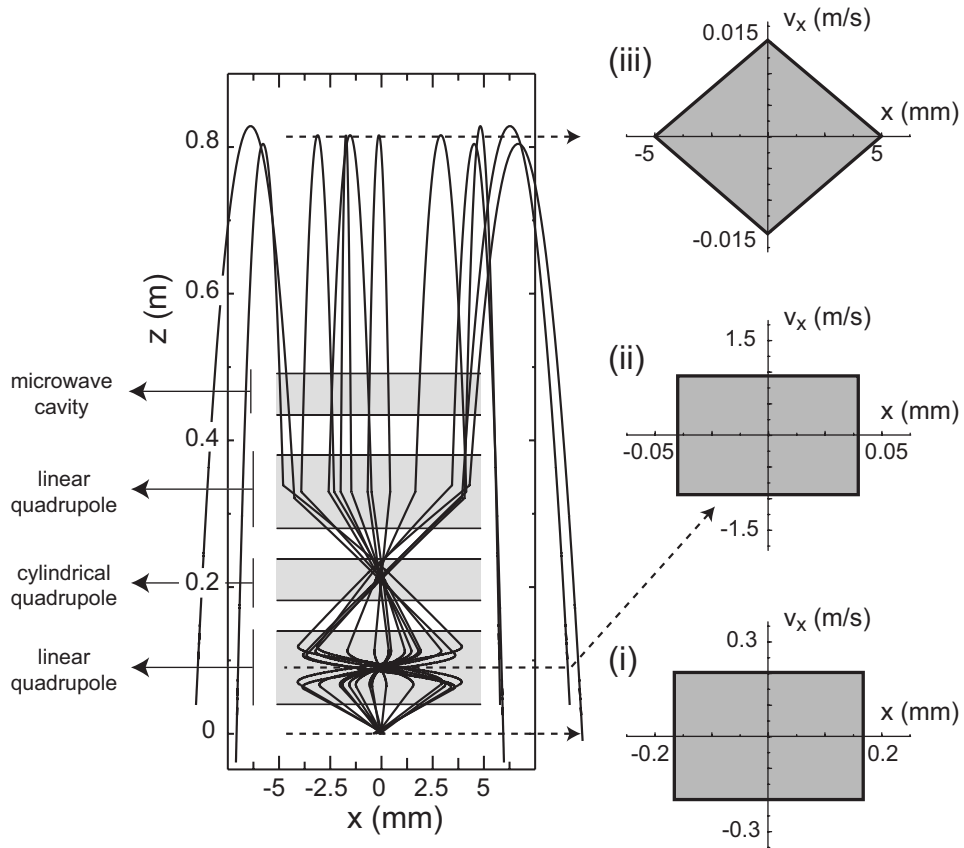 z (m)
0.8
0.6
0.4
0.2
0
-5
-2.5
0
2.5
5
x (mm)
microwave
cavity
linear
quadrupole
cylindrical
quadrupole
linear
quadrupole
(iii)
vx (m/s)
0.015
x (mm)
-5
5
-0.015
(ii)
vx (m/s)
1.5
x (mm)
-0.05
0.05
-1.5
(i)
vx (m/s)
0.3
x (mm)
-0.2
0.2
-0.3